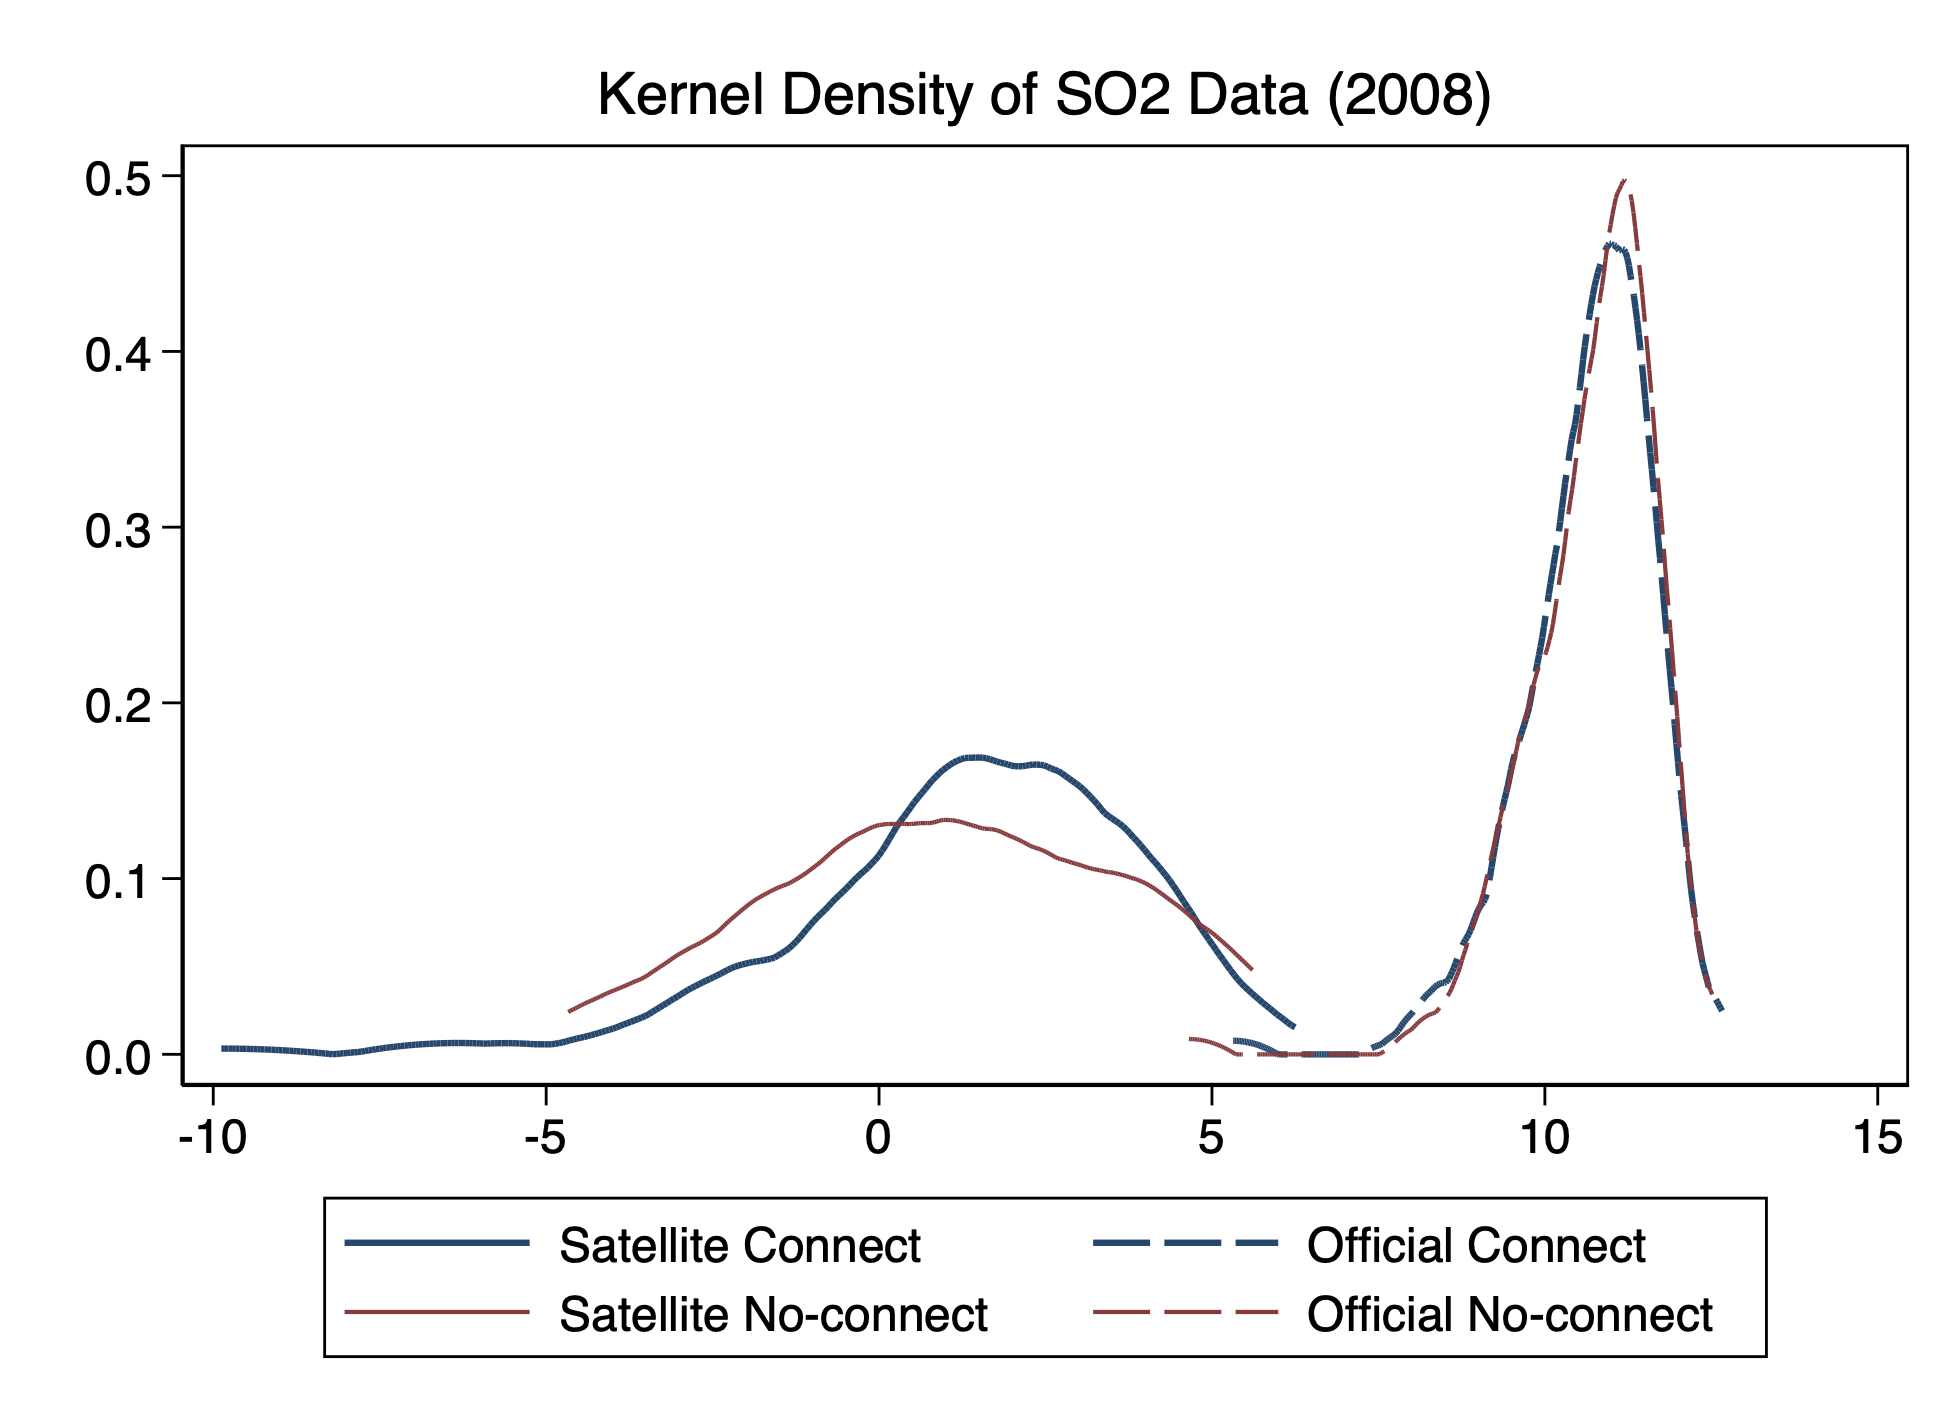 Kernel Density of SO2 Data (2008)
0.5
0.4
0.3
0.2
0.1
0.0
-10 -5 0 5 10 15
Satellite Connect Official Connect
Satellite No-connect Official No-connect